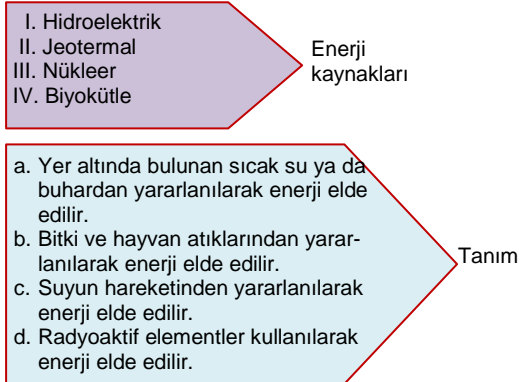 I. Hidroelektrik
II. Jeotermal
III. Nükleer
IV. Biyokütle
Enerji
kaynakları
a. Yer altında bulunan sıcak su ya da
buhardan yararlanılarak enerji elde
edilir.
b. Bitki ve hayvan atıklarından yarar-
lanılarak enerji elde edilir.
c. Suyun hareketinden yararlanılarak
enerji elde edilir.
d. Radyoaktif elementler kullanılarak
enerji elde edilir.
Tanım